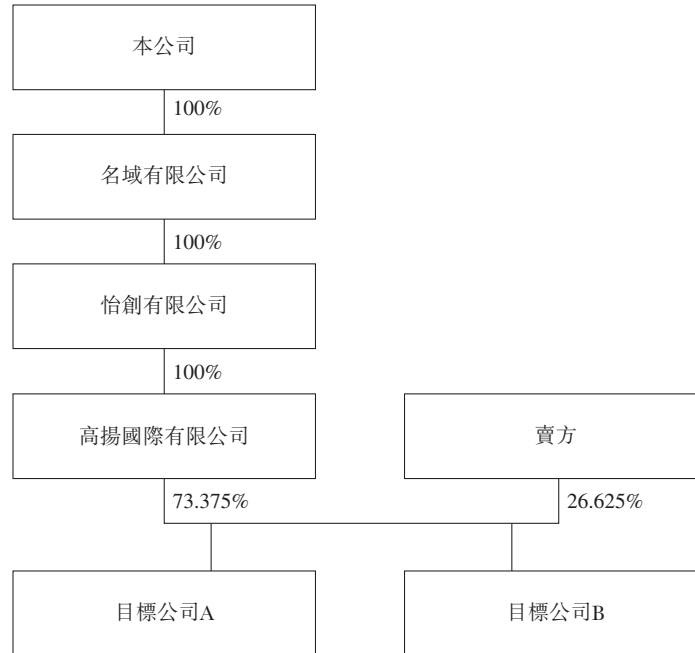 本公司
100%
名域有限公司
100%
怡創有限公司
100%
高揚國際有限公司
賣方
73.375%
26.625%
目標公司A
目標公司B